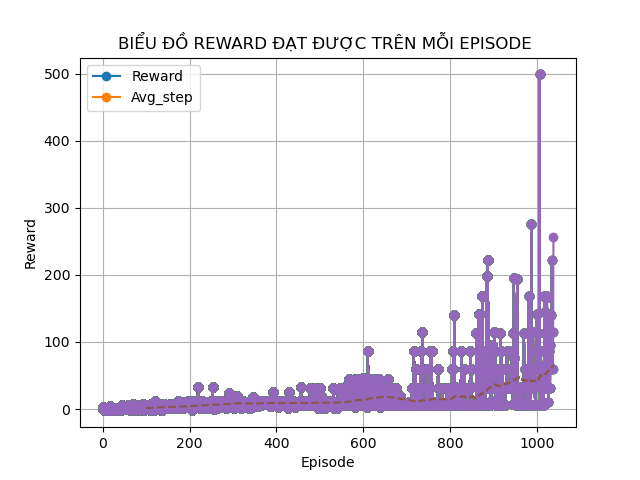 BIỂU ĐỒ REWARD ĐẠT ĐƯỢC TRÊN MỖI EPISODE
Reward
Avg_step
500
400
300
200
100
0
Reward
0 200 400 600 800 1000
Episode